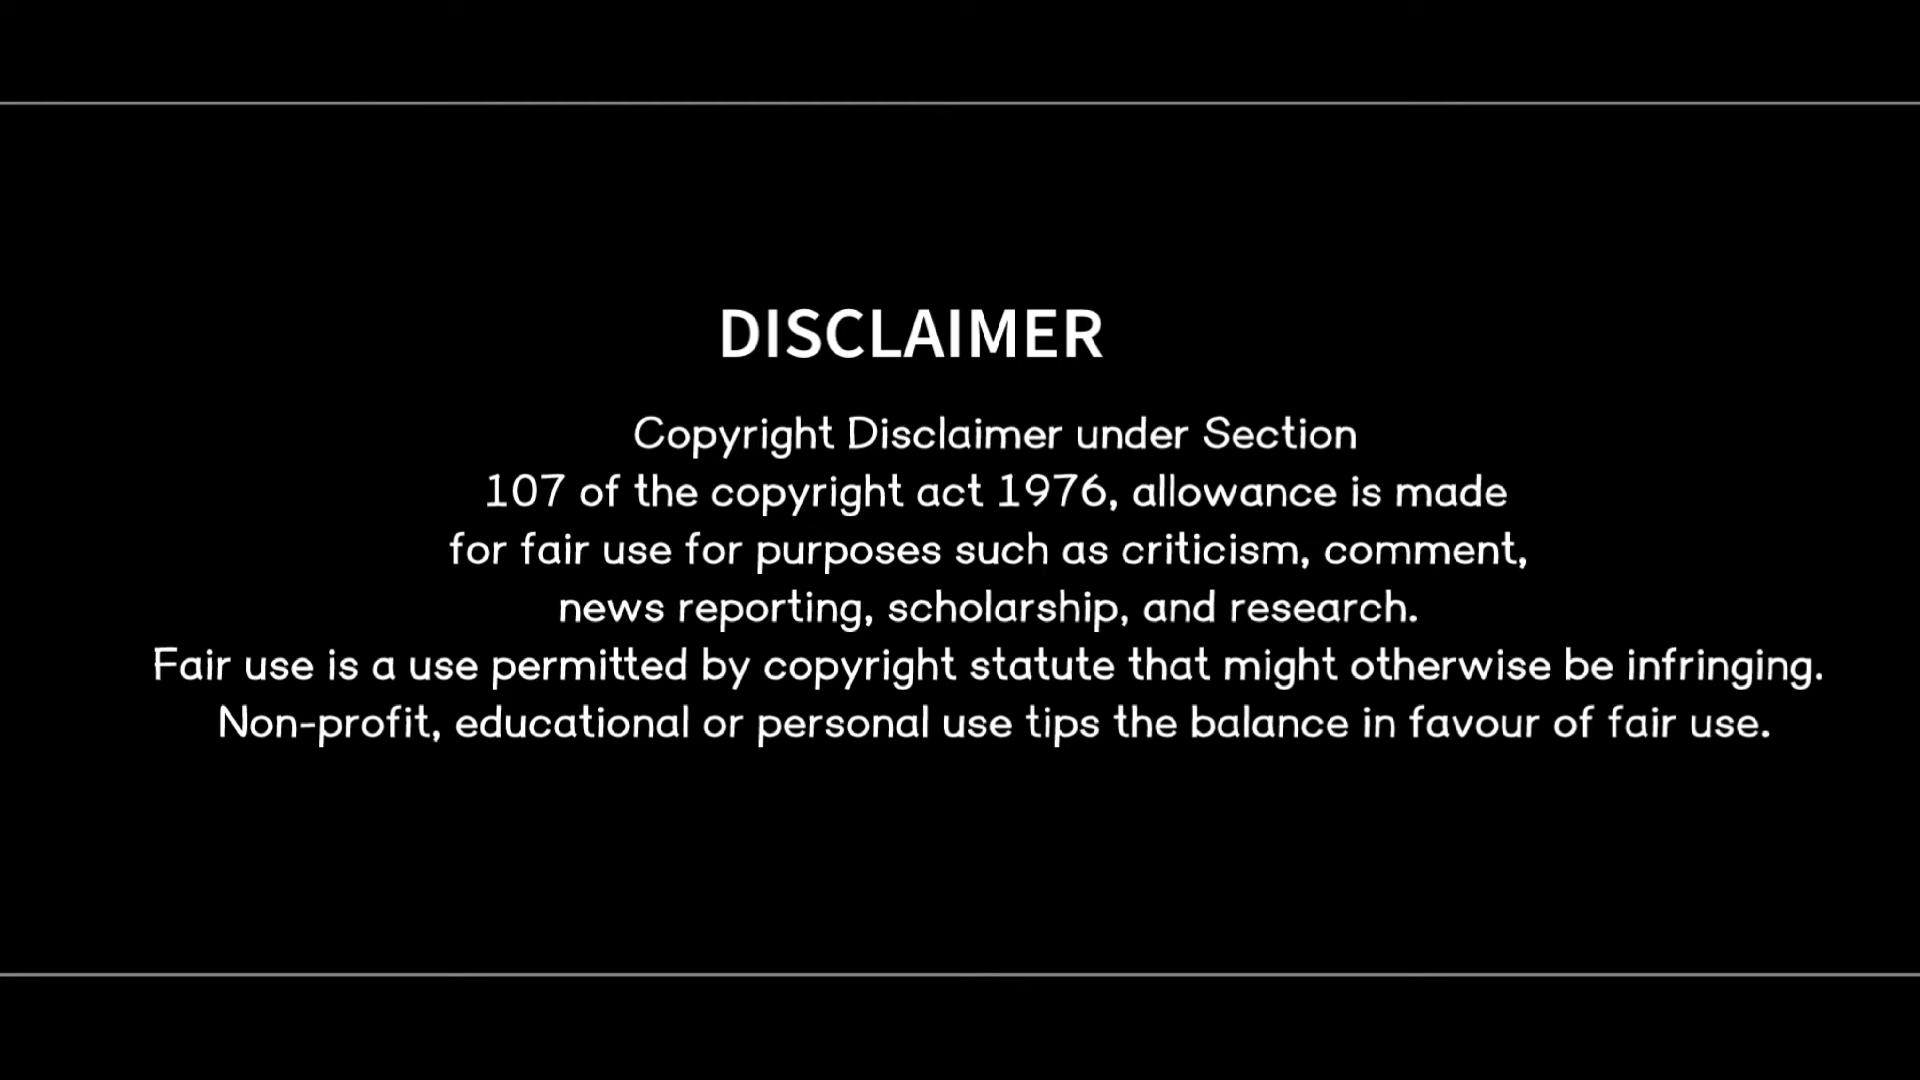 DISCLAIMER
Copyright Disclaimer under Section
107 of the copyright act 1976, allowance is made
for fair use for purposes such as criticism, comment,
news reporting, scholarship, and research.
Fair use is a use permitted by copyright statute that might otherwise be infringing.
Non-profit, educational or personal use tips the balance in favour of fair use.